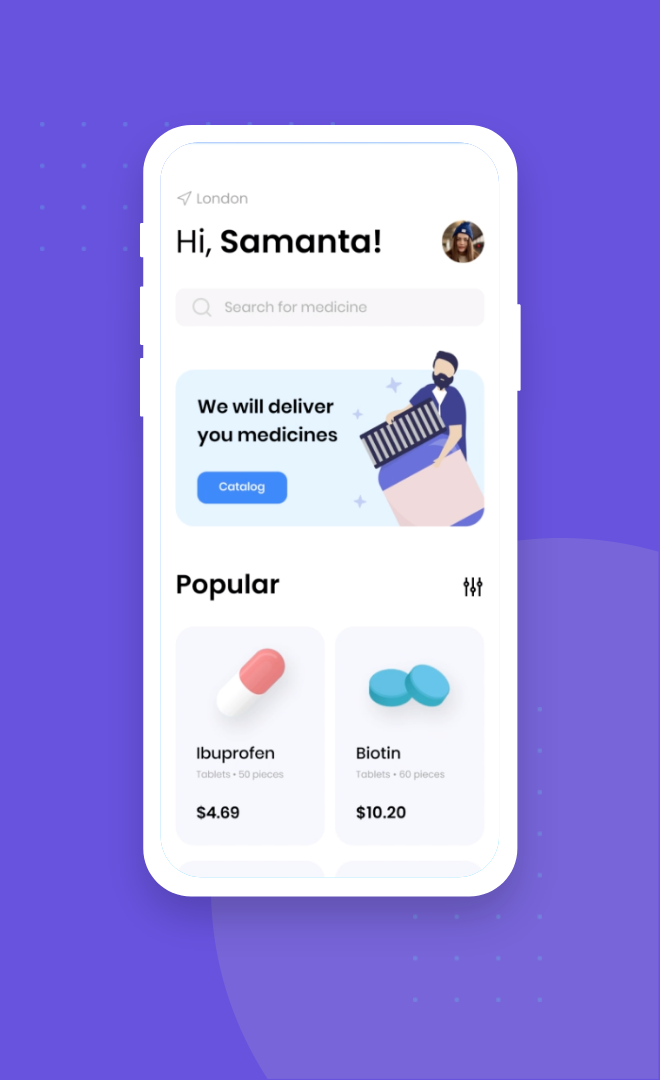 London
Hi, Samanta!
Search for medicine
We will deliver
you medicines
Catalog
Popular
Ibuprofen
Tablets • 50 pieces
$4.69
Biotin
Tablets • 60 pieces
$10.20